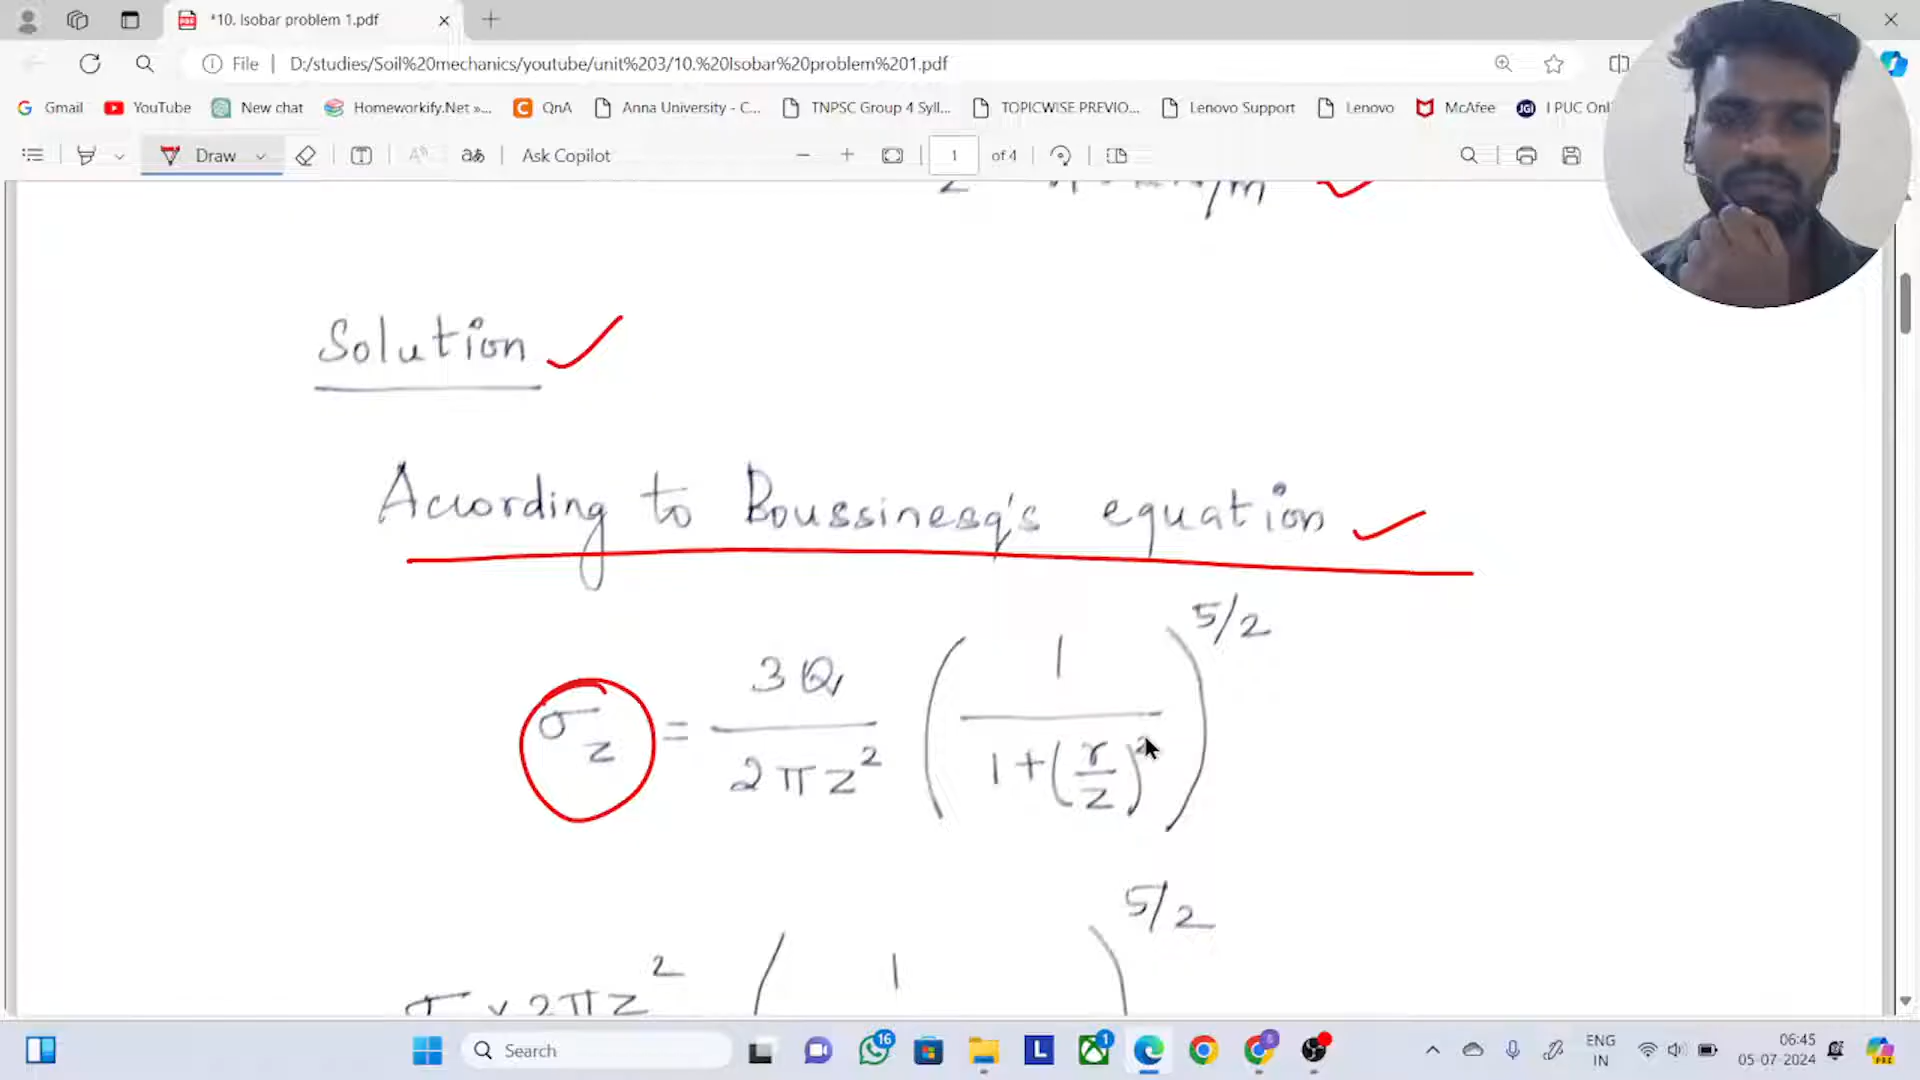 *10. Isobar problem 1.pdf
File | D:/studies/Soil%20mechanics/youtube/unit%203/10.%20Isobar%20problem%201.pdf
Gmail YouTube New chat Homeworkify.Net »... QnA Anna University - C... TNPSC Group 4 Syll... TOPICWISE PREVIO... Lenovo Support Lenovo McAfee I PUC Onl
Draw Ask Copilot 1 of 4
Solution
According to Boussinesq's equation
σz = 3Q / 2πz² ( 1 / 1+(r/z)² )^5/2
σ × 2πz² ( 1 )^5/2
Search
16
1
ENG
IN
06:45
05-07-2024